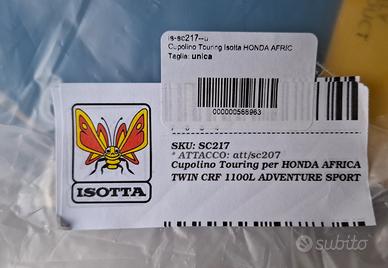 is-sc217--u
Cupolino Touring Isotta HONDA AFRIC
Taglia: unica
000000566963
SKU: SC217
* ATTACCO: att/sc207
Cupolino Touring per HONDA AFRICA
TWIN CRF 1100L ADVENTURE SPORT
ISOTTA
subito